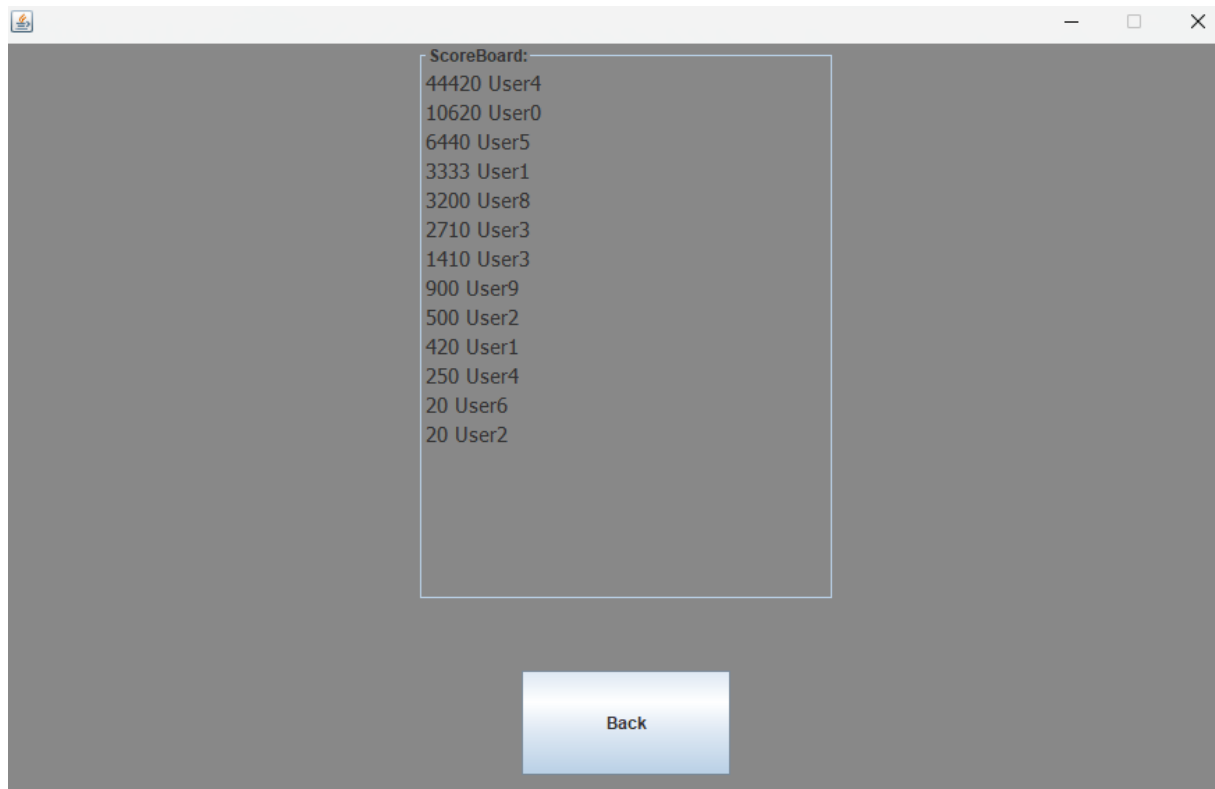 ScoreBoard:
44420 User4
10620 User0
6440 User5
3333 User1
3200 User8
2710 User3
1410 User3
900 User9
500 User2
420 User1
250 User4
20 User6
20 User2
Back